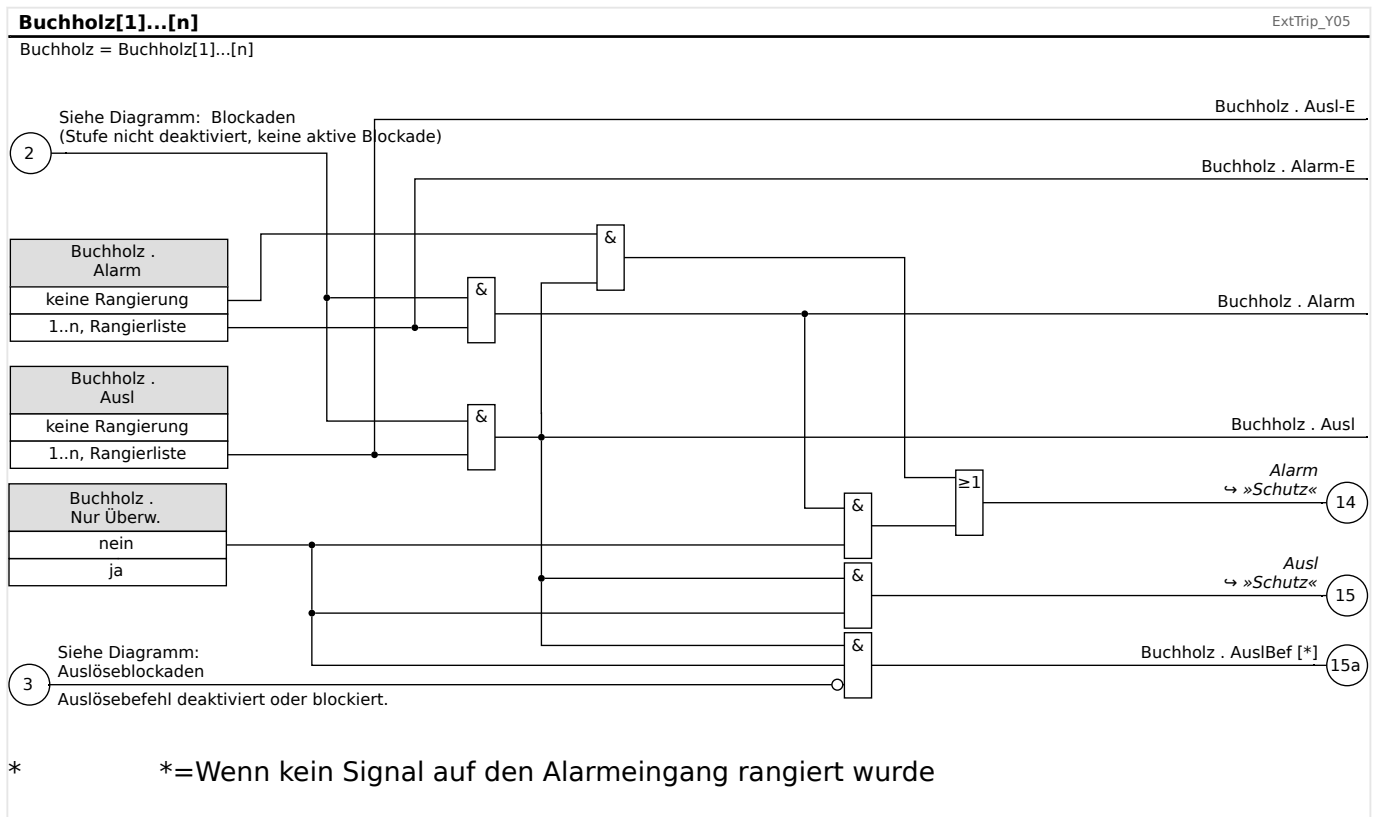 Buchholz[1]...[n]
ExtTrip_Y05
Buchholz = Buchholz[1]...[n]
Siehe Diagramm: Blockaden
(Stufe nicht deaktiviert, keine aktive Blockade)
2
Buchholz . Ausl-E
Buchholz . Alarm-E
Buchholz .
Alarm
keine Rangierung
1..n, Rangierliste
&
&
Buchholz . Alarm
Buchholz .
Ausl
keine Rangierung
1..n, Rangierliste
&
Buchholz . Ausl
Buchholz .
Nur Überw.
nein
ja
&
≥1
Alarm
↪ »Schutz«
14
&
Ausl
↪ »Schutz«
15
Siehe Diagramm:
Auslöseblockaden
3
Auslösebefehl deaktiviert oder blockiert.
&
Buchholz . AuslBef [*]
15a
* *=Wenn kein Signal auf den Alarmeingang rangiert wurde